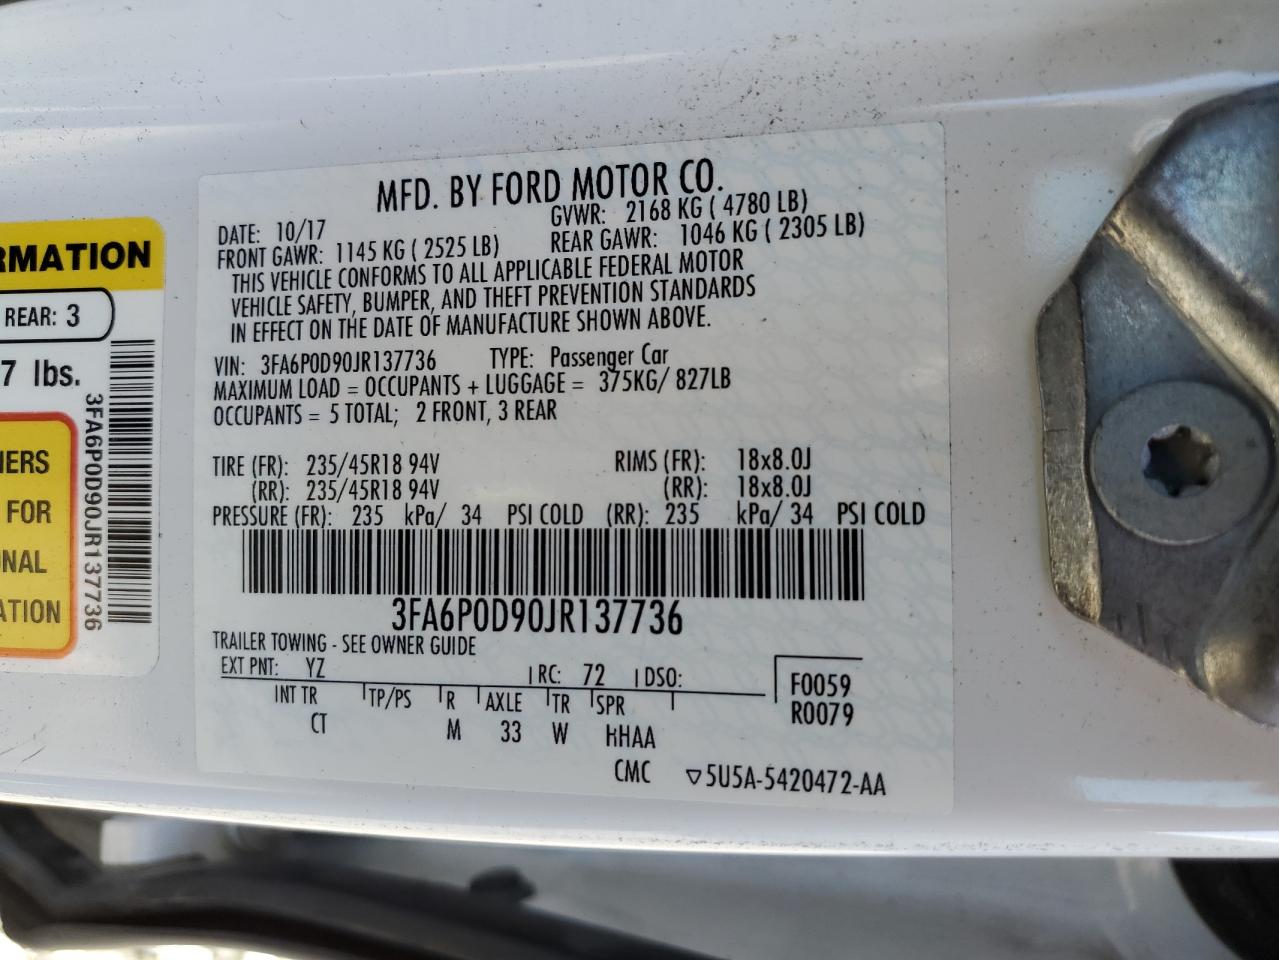 RMATION
REAR: 3
7 lbs.
NERS
FOR
NAL
ATION
3FA6P0D90JR137736
MFD. BY FORD MOTOR CO.
DATE: 10/17 GVWR: 2168 KG ( 4780 LB)
FRONT GAWR: 1145 KG ( 2525 LB) REAR GAWR: 1046 KG ( 2305 LB)
THIS VEHICLE CONFORMS TO ALL APPLICABLE FEDERAL MOTOR
VEHICLE SAFETY, BUMPER, AND THEFT PREVENTION STANDARDS
IN EFFECT ON THE DATE OF MANUFACTURE SHOWN ABOVE.
VIN: 3FA6P0D90JR137736 TYPE: Passenger Car
MAXIMUM LOAD = OCCUPANTS + LUGGAGE = 375KG/ 827LB
OCCUPANTS = 5 TOTAL; 2 FRONT, 3 REAR
TIRE (FR): 235/45R18 94V RIMS (FR): 18x8.0J
(RR): 235/45R18 94V (RR): 18x8.0J
PRESSURE (FR): 235 kPa/ 34 PSI COLD (RR): 235 kPa/ 34 PSI COLD
3FA6P0D90JR137736
TRAILER TOWING - SEE OWNER GUIDE
EXT PNT: YZ RC: 72 DSO: F0059
INT TR TP/PS R AXLE TR SPR R0079
CT M 33 W HHAA
CMC ▽5U5A-5420472-AA